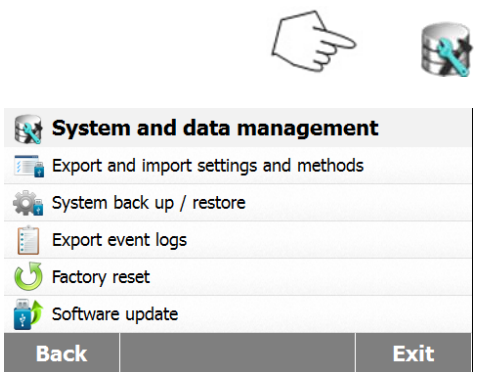 System and data management
Export and import settings and methods
System back up / restore
Export event logs
Factory reset
Software update
Back
Exit